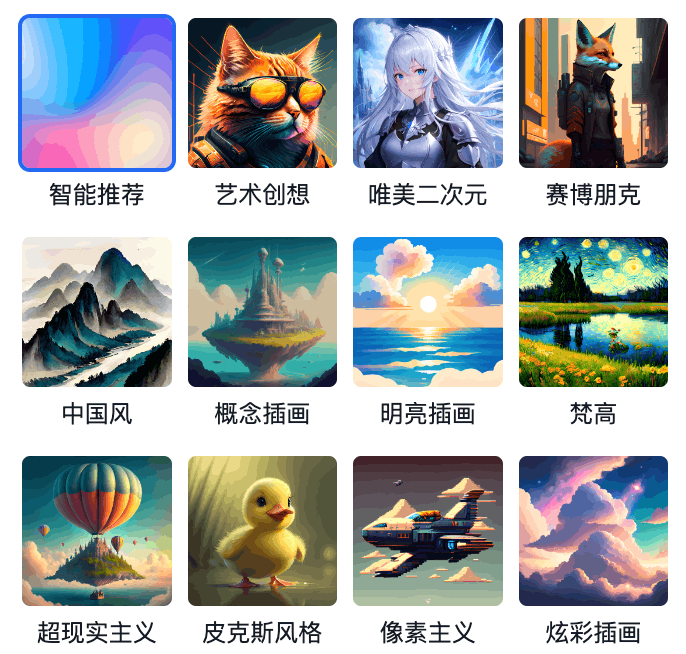 智能推荐
艺术创想
唯美二次元
赛博朋克
中国风
概念插画
明亮插画
梵高
超现实主义
皮克斯风格
像素主义
炫彩插画